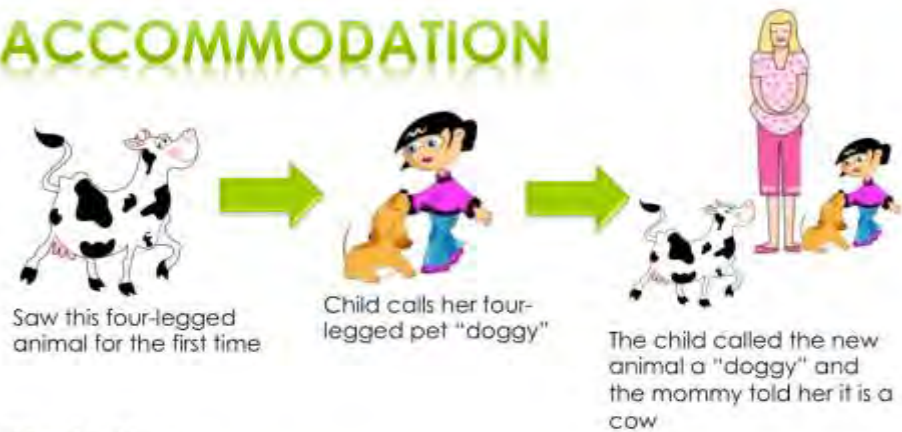 ACCOMMODATION
Saw this four-legged
animal for the first time
Child calls her four-
legged pet “doggy”
The child called the new
animal a “doggy” and
the mommy told her it is a
cow